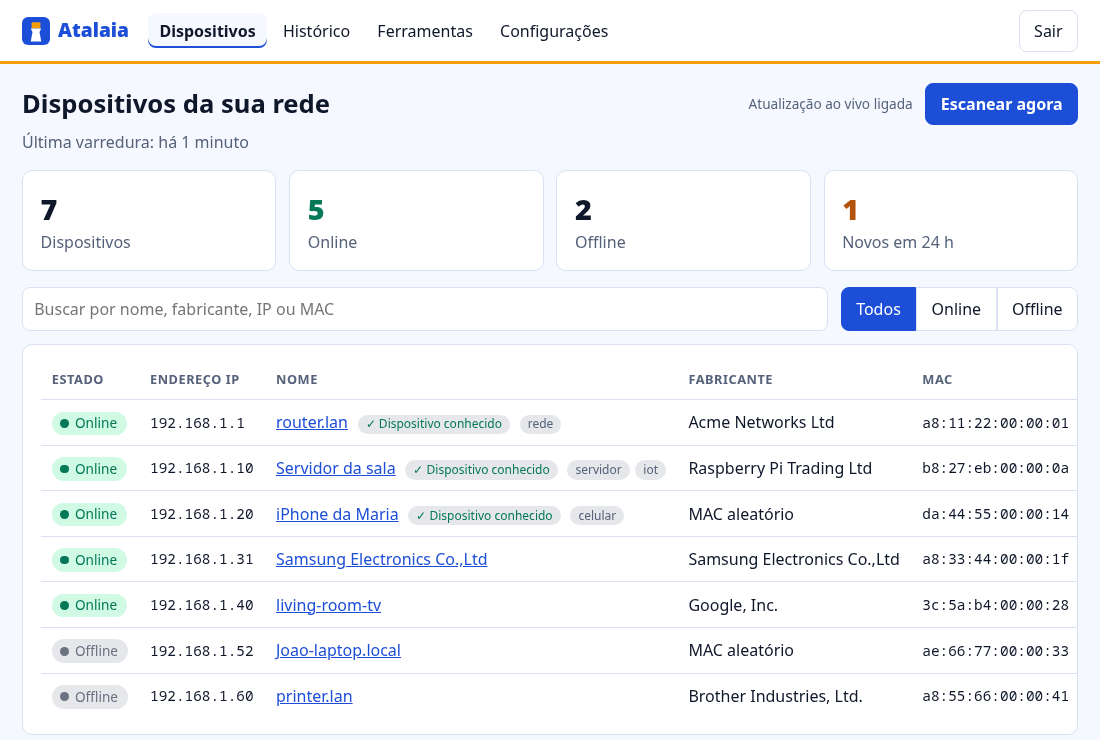 Atalaia Dispositivos Histórico Ferramentas Configurações Sair
Dispositivos da sua rede
Atualização ao vivo ligada Escanear agora
Última varredura: há 1 minuto
7 5 2 1
Dispositivos Online Offline Novos em 24 h
Buscar por nome, fabricante, IP ou MAC Todos Online Offline
ESTADO ENDEREÇO IP NOME FABRICANTE MAC
Online 192.168.1.1 router.lan ✓ Dispositivo conhecido rede Acme Networks Ltd a8:11:22:00:00:01
Online 192.168.1.10 Servidor da sala ✓ Dispositivo conhecido servidor iot Raspberry Pi Trading Ltd b8:27:eb:00:00:0a
Online 192.168.1.20 iPhone da Maria ✓ Dispositivo conhecido celular MAC aleatório da:44:55:00:00:14
Online 192.168.1.31 Samsung Electronics Co.,Ltd Samsung Electronics Co.,Ltd a8:33:44:00:00:1f
Online 192.168.1.40 living-room-tv Google, Inc. 3c:5a:b4:00:00:28
Offline 192.168.1.52 Joao-laptop.local MAC aleatório ae:66:77:00:00:33
Offline 192.168.1.60 printer.lan Brother Industries, Ltd. a8:55:66:00:00:41